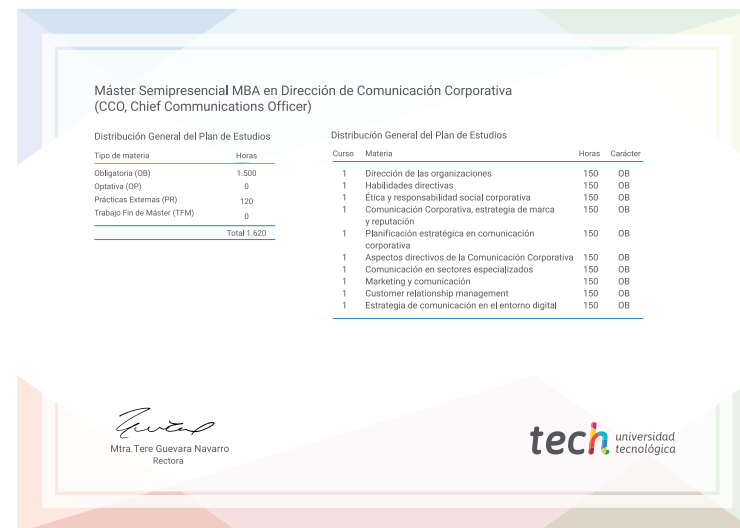 Máster Semipresencial MBA en Dirección de Comunicación Corporativa
(CCO, Chief Communications Officer)
Distribución General del Plan de Estudios
Tipo de materia Horas
Obligatoria (OB) 1.500
Optativa (OP) 0
Prácticas Externas (PR) 120
Trabajo Fin de Máster (TFM) 0
Total 1.620
Distribución General del Plan de Estudios
Curso Materia Horas Carácter
1 Dirección de las organizaciones 150 OB
1 Habilidades directivas 150 OB
1 Ética y responsabilidad social corporativa 150 OB
1 Comunicación Corporativa, estrategia de marca 150 OB
y reputación
1 Planificación estratégica en comunicación 150 OB
corporativa
1 Aspectos directivos de la Comunicación Corporativa 150 OB
1 Comunicación en sectores especializados 150 OB
1 Marketing y comunicación 150 OB
1 Customer relationship management 150 OB
1 Estrategia de comunicación en el entorno digital 150 OB
Mtra.Tere Guevara Navarro
Rectora
tech universidad
tecnológica